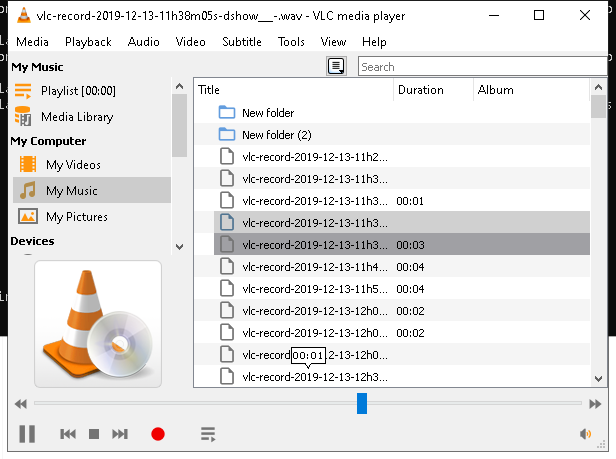 vlc-record-2019-12-13-11h38m05s-dshow__-.wav - VLC media player
Media Playback Audio Video Subtitle Tools View Help
My Music
Search
Playlist [00:00]
Media Library
My Computer
My Videos
My Music
My Pictures
Devices
Title Duration Album
New folder
New folder (2)
vlc-record-2019-12-13-11h2...
vlc-record-2019-12-13-11h3...
vlc-record-2019-12-13-11h3... 00:01
vlc-record-2019-12-13-11h3...
vlc-record-2019-12-13-11h3... 00:03
vlc-record-2019-12-13-11h4... 00:04
vlc-record-2019-12-13-11h5... 00:04
vlc-record-2019-12-13-12h0... 00:02
vlc-record-2019-12-13-12h0... 00:02
vlc-record 00:01 2-13-12h0...
vlc-record-2019-12-13-12h3...